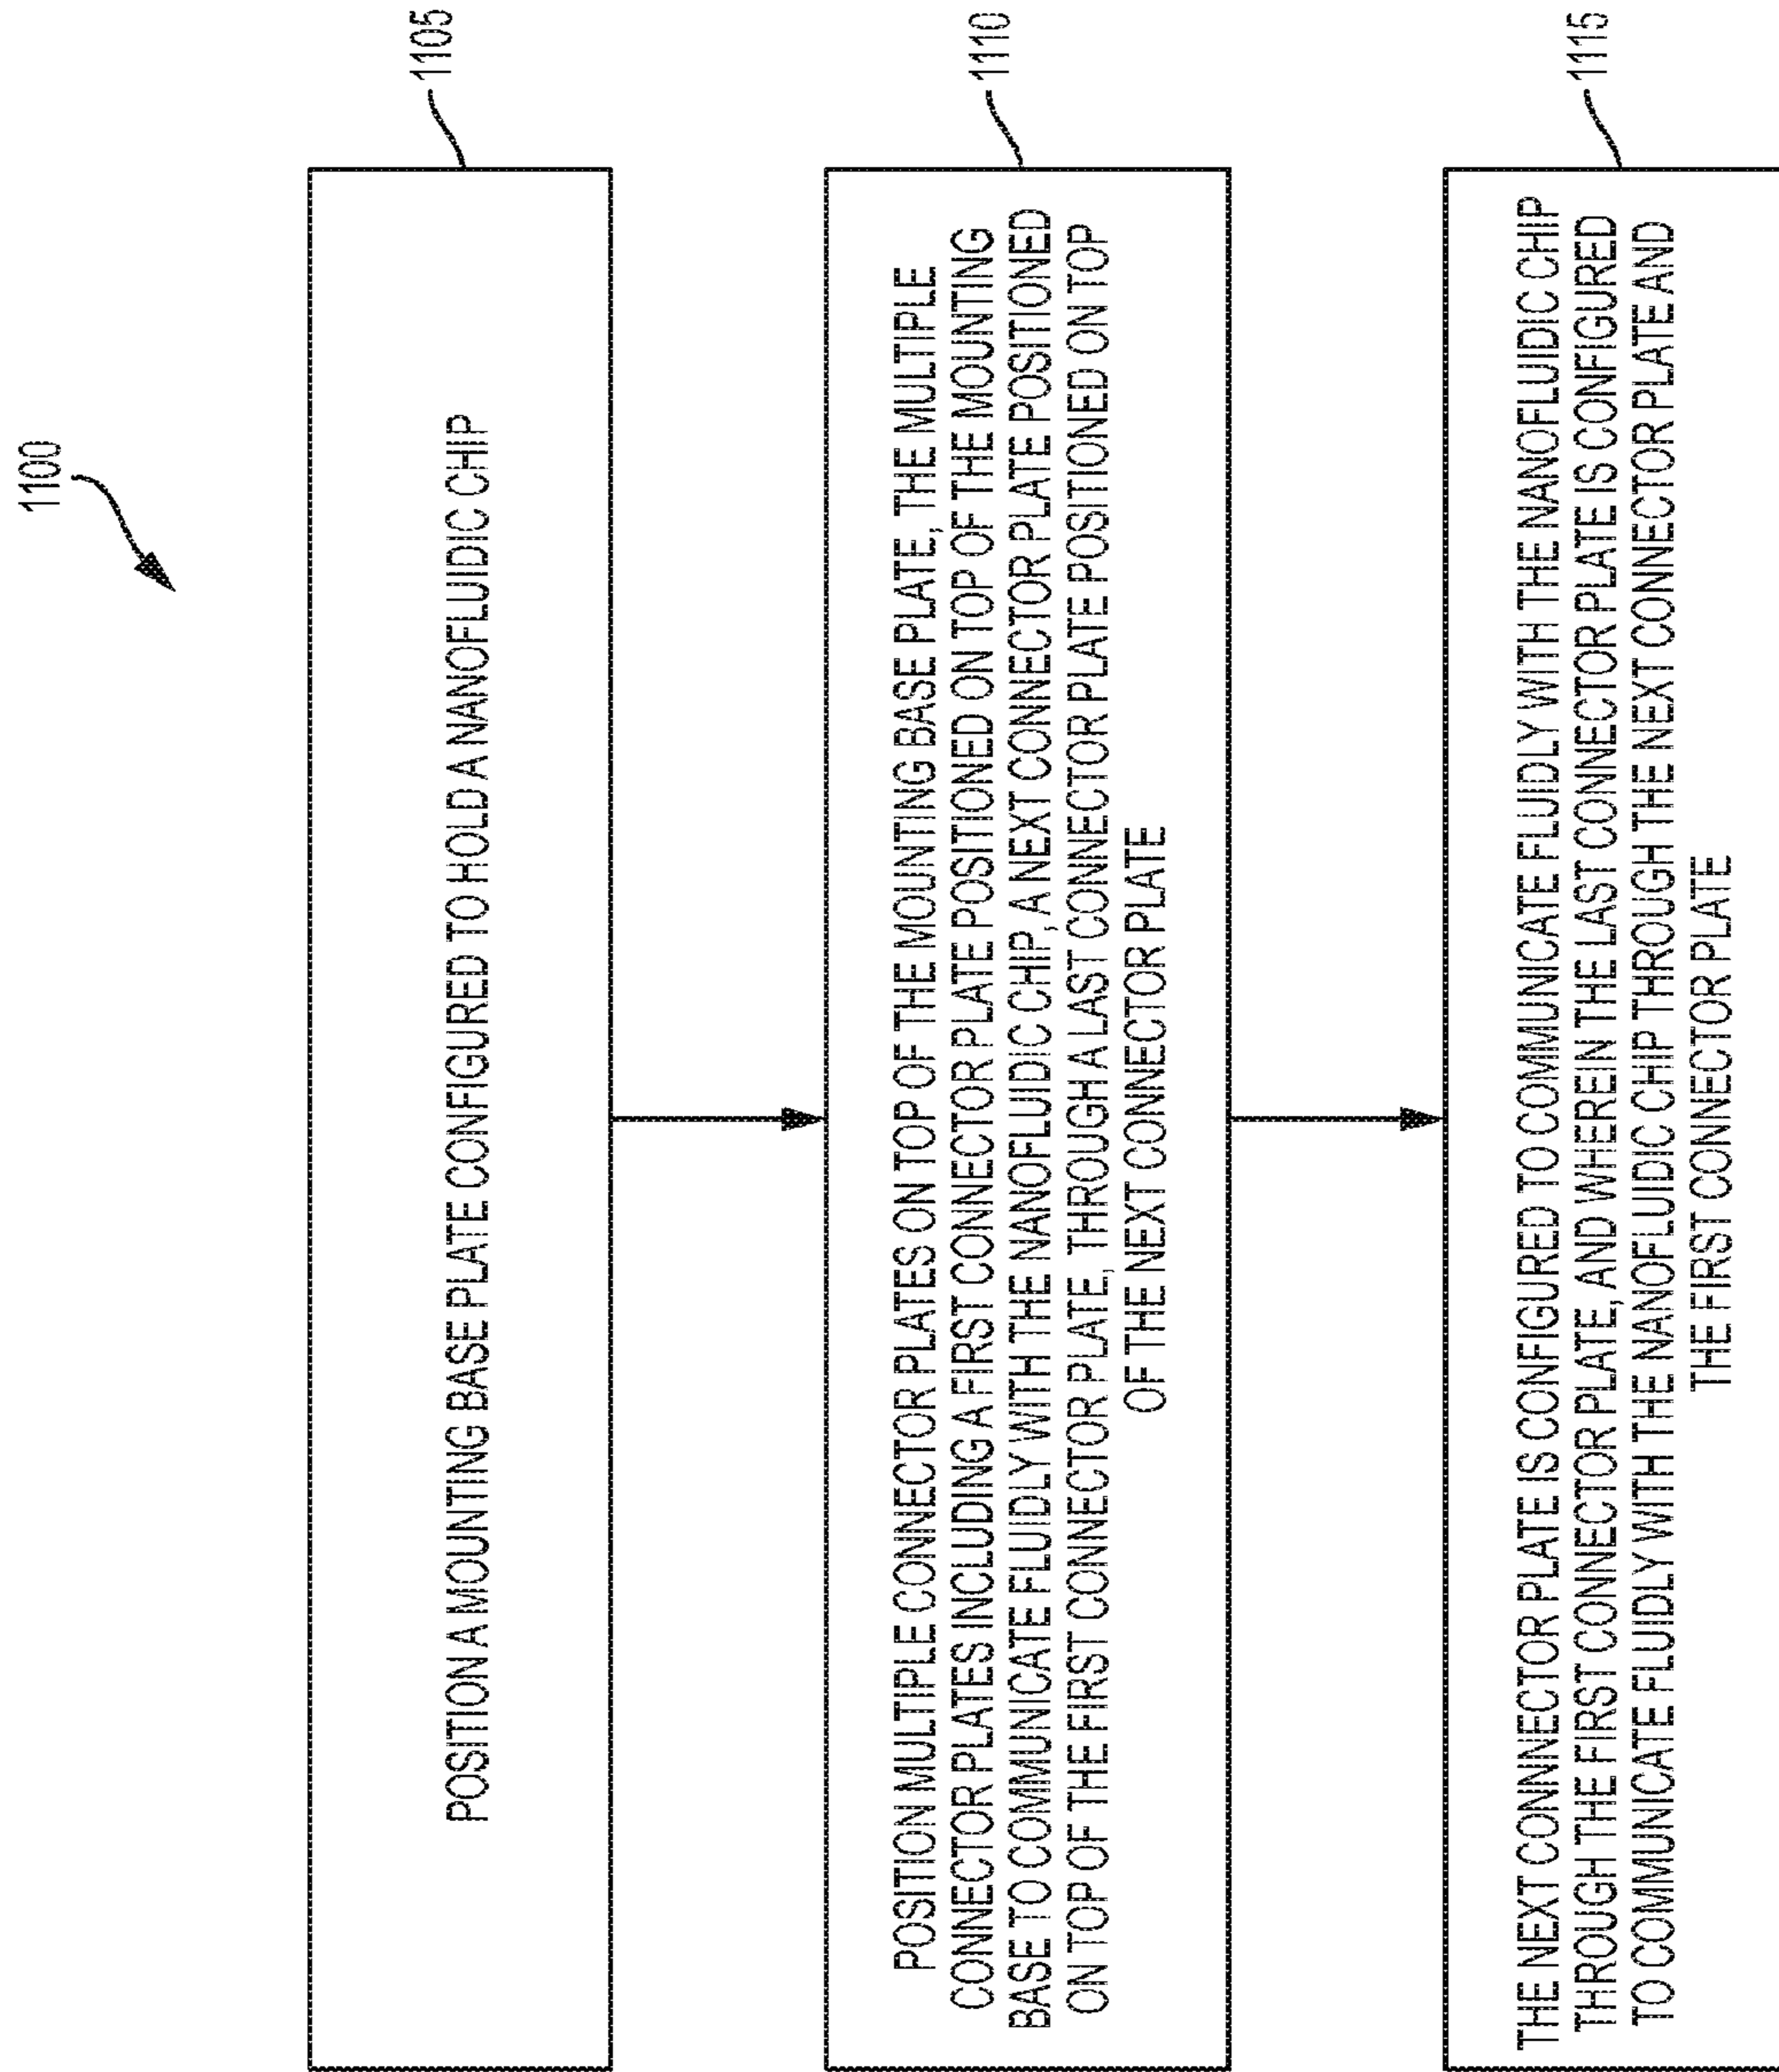 1100
POSITION A MOUNTING BASE PLATE CONFIGURED TO HOLD A NANOFLUIDIC CHIP
1105
POSITION MULTIPLE CONNECTOR PLATES ON TOP OF THE MOUNTING BASE PLATE, THE MULTIPLE
CONNECTOR PLATES INCLUDING A FIRST CONNECTOR PLATE POSITIONED ON TOP OF THE MOUNTING
BASE TO COMMUNICATE FLUIDLY WITH THE NANOFLUIDIC CHIP, A NEXT CONNECTOR PLATE POSITIONED
ON TOP OF THE FIRST CONNECTOR PLATE, THROUGH A LAST CONNECTOR PLATE POSITIONED ON TOP
OF THE NEXT CONNECTOR PLATE
1110
THE NEXT CONNECTOR PLATE IS CONFIGURED TO COMMUNICATE FLUIDLY WITH THE NANOFLUIDIC CHIP
THROUGH THE FIRST CONNECTOR PLATE, AND WHEREIN THE LAST CONNECTOR PLATE IS CONFIGURED
TO COMMUNICATE FLUIDLY WITH THE NANOFLUIDIC CHIP THROUGH THE NEXT CONNECTOR PLATE AND
THE FIRST CONNECTOR PLATE
1115